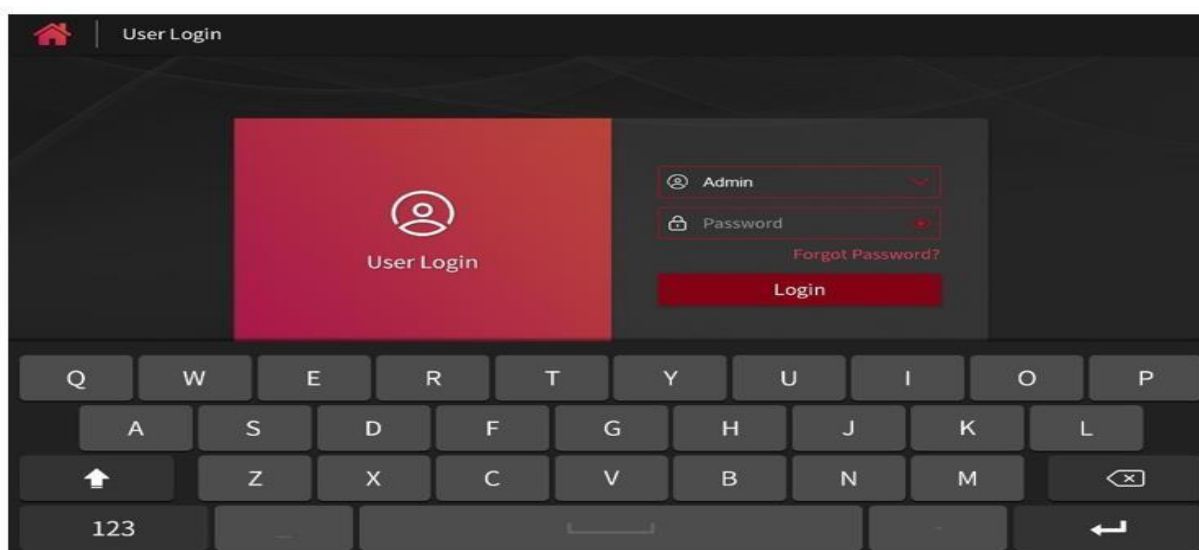 User Login
Admin
Password
Forgot Password?
User Login
Login
Q W E R T Y U I O P
A S D F G H J K L
Z X C V B N M
123 _ -